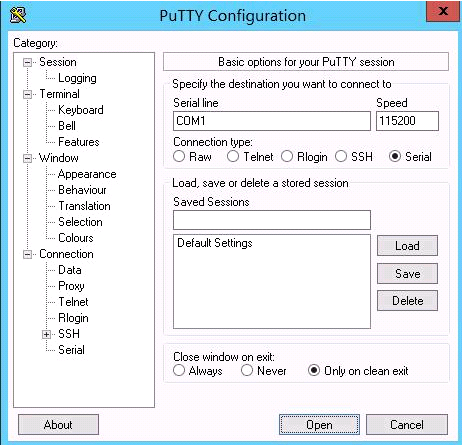 PuTTY Configuration
Category:
Session
Logging
Terminal
Keyboard
Bell
Features
Window
Appearance
Behaviour
Translation
Selection
Colours
Connection
Data
Proxy
Telnet
Rlogin
SSH
Serial
Basic options for your PuTTY session
Specify the destination you want to connect to
Serial line Speed
COM1 115200
Connection type:
Raw Telnet Rlogin SSH Serial
Load, save or delete a stored session
Saved Sessions
Default Settings
Load
Save
Delete
Close window on exit:
Always Never Only on clean exit
About Open Cancel